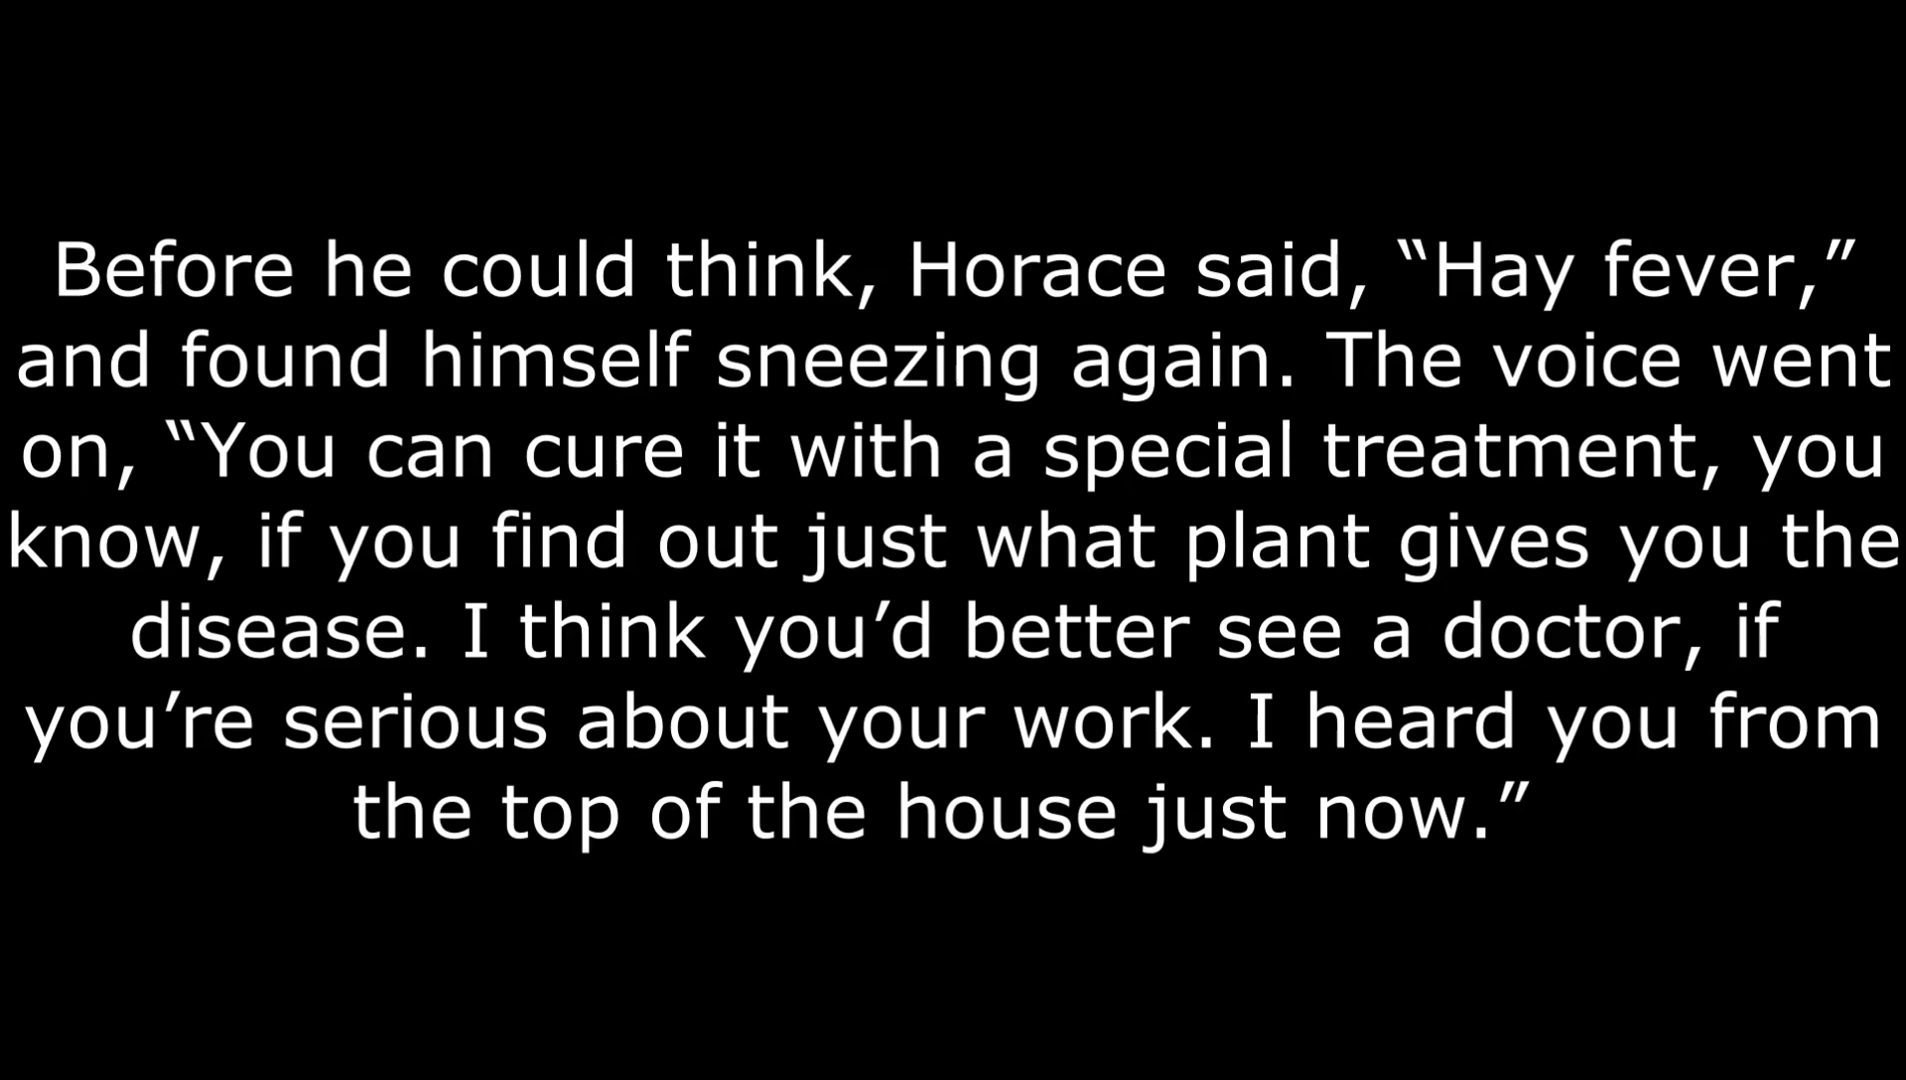 Before he could think, Horace said, “Hay fever,”
and found himself sneezing again. The voice went
on, “You can cure it with a special treatment, you
know, if you find out just what plant gives you the
disease. I think you’d better see a doctor, if
you’re serious about your work. I heard you from
the top of the house just now.”